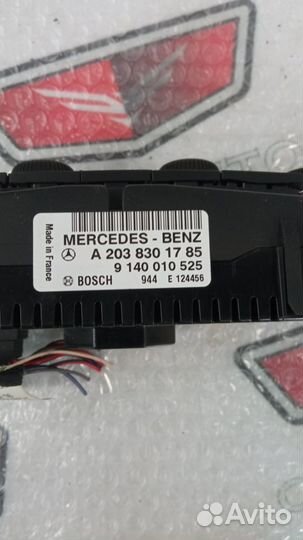 Made in France
MERCEDES - BENZ
A 203 830 17 85
9 140 010 525
BOSCH 944 E 124456
Avito